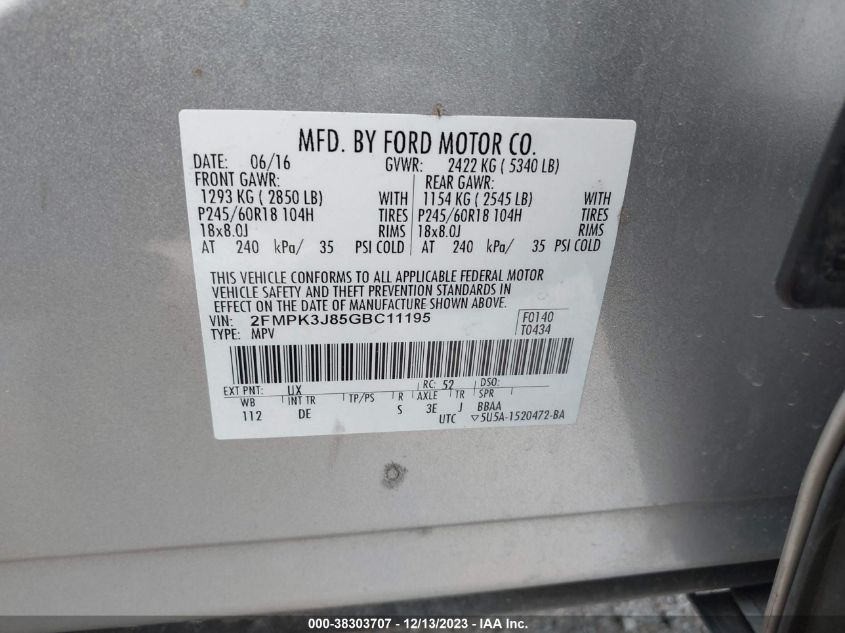 MFD. BY FORD MOTOR CO.
DATE: 06/16 GVWR: 2422 KG ( 5340 LB)
FRONT GAWR: REAR GAWR:
1293 KG ( 2850 LB) WITH 1154 KG ( 2545 LB) WITH
P245/60R18 104H TIRES P245/60R18 104H TIRES
18x8.0J RIMS 18x8.0J RIMS
AT 240 kPa/ 35 PSI COLD AT 240 kPa/ 35 PSI COLD
THIS VEHICLE CONFORMS TO ALL APPLICABLE FEDERAL MOTOR
VEHICLE SAFETY AND THEFT PREVENTION STANDARDS IN
EFFECT ON THE DATE OF MANUFACTURE SHOWN ABOVE.
VIN: 2FMPK3J85GBC11195 F0140
TYPE: MPV T0434
EXT PNT: UX RC: 52 DSO:
WB INT TR TP/PS R AXLE TR SPR
112 DE S 3E J BBAA
UTC ▽5U5A-1520472-BA
000-38303707 - 12/13/2023 - IAA Inc.